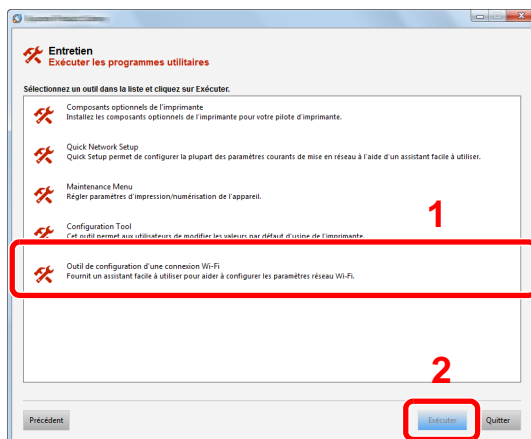 Entretien
Exécuter les programmes utilitaires
Sélectionnez un outil dans la liste et cliquez sur Exécuter.
Composants optionnels de l'imprimante
Installez les composants optionnels de l'imprimante pour votre pilote d'imprimante.
Quick Network Setup
Quick Setup permet de configurer la plupart des paramètres courants de mise en réseau à l'aide d'un assistant facile à utiliser.
Maintenance Menu
Régler paramètres d'impression/numérisation de l'appareil.
1
Configuration Tool
Cet outil permet aux utilisateurs de modifier les valeurs par défaut d'usine de l'imprimante.
Outil de configuration d'une connexion Wi-Fi
Fournit un assistant facile à utiliser pour aider à configurer les paramètres réseau Wi-Fi.
2
Précédent
Exécuter
Quitter